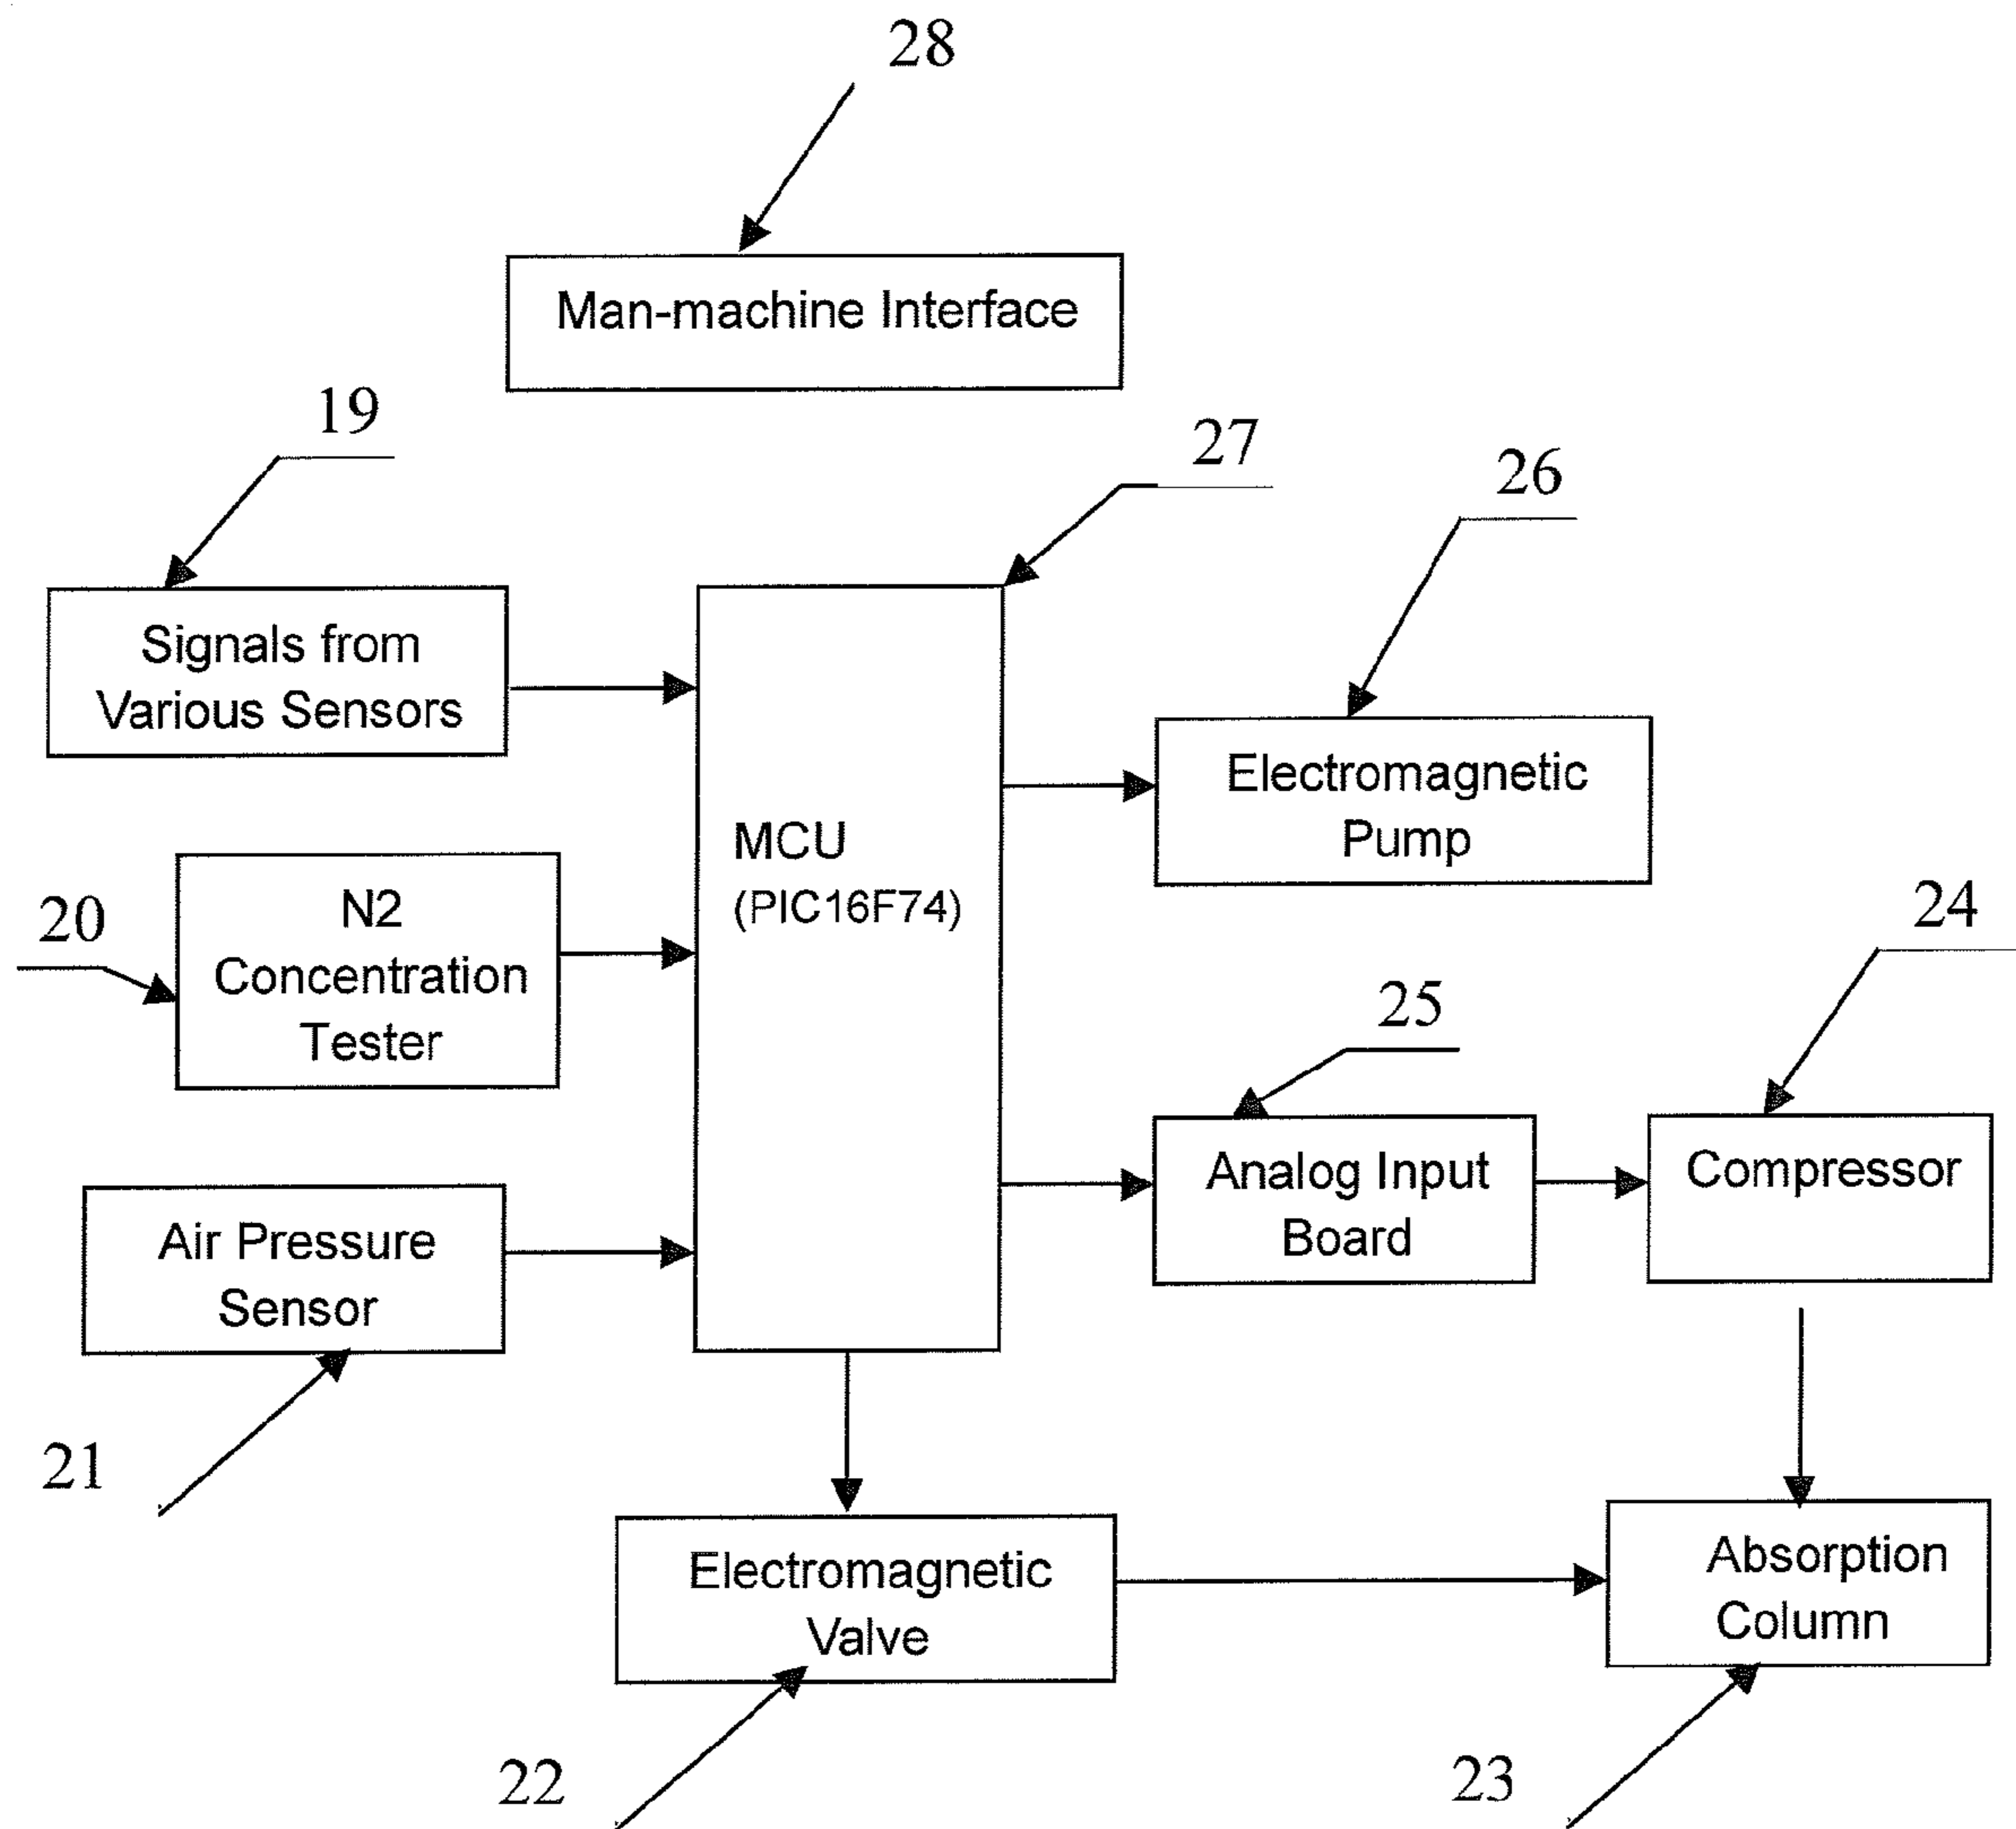 28
Man-machine Interface
19
27
26
Signals from
Various Sensors
Electromagnetic
Pump
MCU
(PIC16F74)
20
N2
Concentration
Tester
24
25
Analog Input
Board
Compressor
Air Pressure
Sensor
21
Electromagnetic
Valve
Absorption
Column
22
23